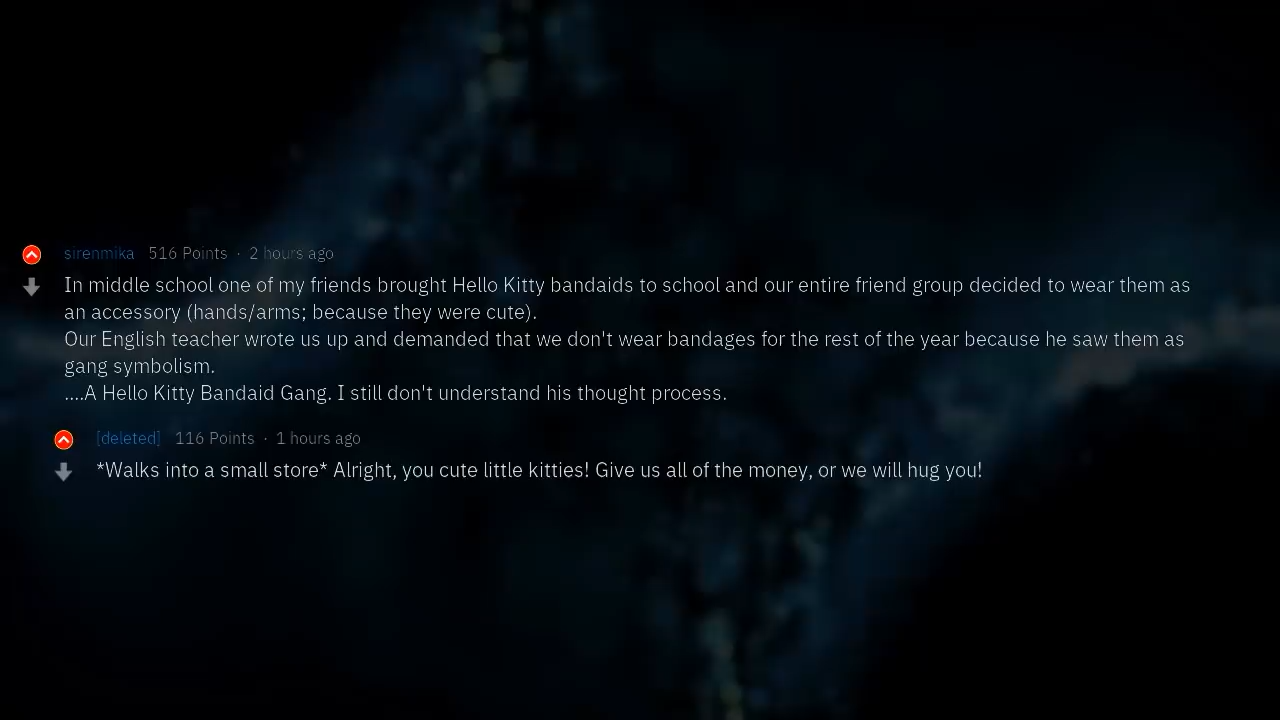 sirenmika 516 Points · 2 hours ago
In middle school one of my friends brought Hello Kitty bandaids to school and our entire friend group decided to wear them as
an accessory (hands/arms; because they were cute).
Our English teacher wrote us up and demanded that we don't wear bandages for the rest of the year because he saw them as
gang symbolism.
....A Hello Kitty Bandaid Gang. I still don't understand his thought process.
[deleted] 116 Points · 1 hours ago
*Walks into a small store* Alright, you cute little kitties! Give us all of the money, or we will hug you!